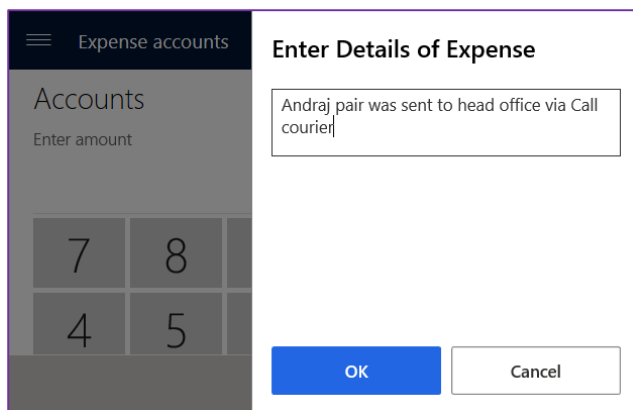 Expense accounts
Accounts
Enter amount
7 8
4 5
Enter Details of Expense
Andraj pair was sent to head office via Call
courier
OK
Cancel